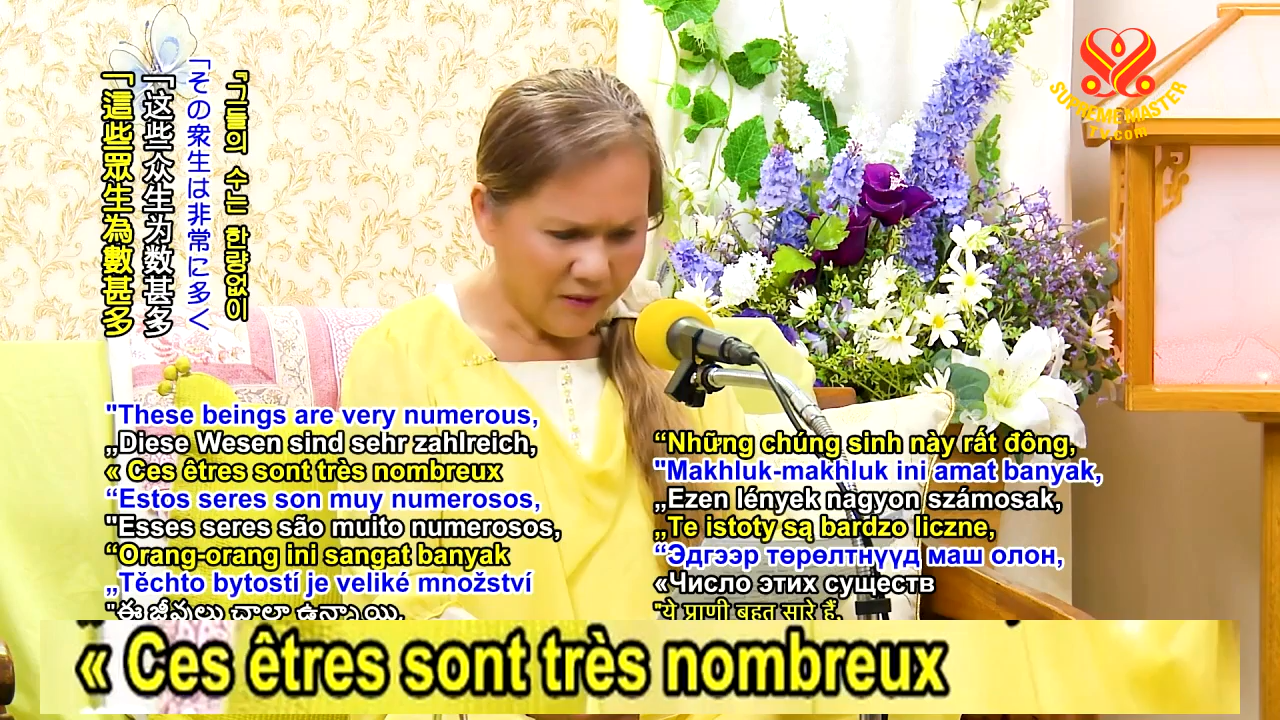 「這些眾生為數甚多
「这些众生为数甚多
「その衆生は非常に多く
『그들의 수는 한량없이
SUPREME MASTER
TV.com
"These beings are very numerous,
„Diese Wesen sind sehr zahlreich,
« Ces êtres sont très nombreux
“Estos seres son muy numerosos,
"Esses seres são muito numerosos,
“Orang-orang ini sangat banyak
„Těchto bytostí je veliké množství
"ఈ జీవులు చాలా ఉన్నాయి.
“Những chúng sinh này rất đông,
"Makhluk-makhluk ini amat banyak,
„Ezen lények nagyon számosak,
„Te istoty są bardzo liczne,
“Эдгээр төрөлтнүүд маш олон,
«Число этих существ
"ये प्राणी बहुत सारे हैं,
« Ces êtres sont très nombreux